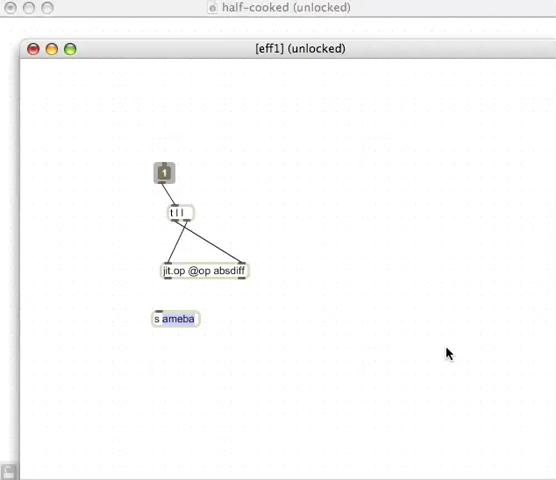 half-cooked (unlocked)
[eff1] (unlocked)
1
t l l
jit.op @op absdiff
s ameba